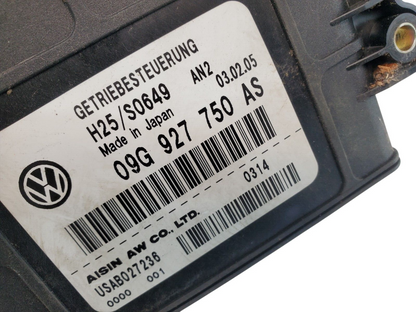 GETRIEBESTEUERUNG
H25/S0649 AN2 03.02.05
Made in Japan
09G 927 750 AS
0314
AISIN AW CO., LTD.
USAB027236
0000 001